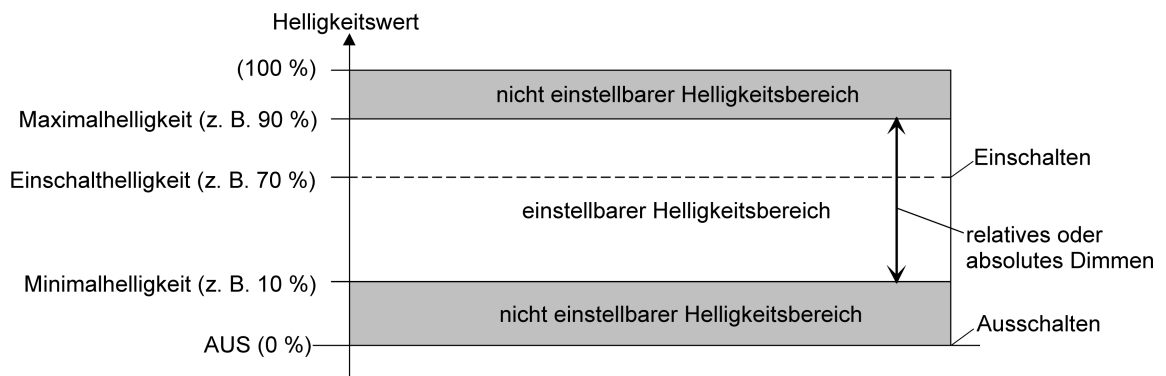 Helligkeitswert
(100 %)
nicht einstellbarer Helligkeitsbereich
Maximalhelligkeit (z. B. 90 %)
Einschalten
Einschalthelligkeit (z. B. 70 %)
einstellbarer Helligkeitsbereich
relatives oder
absolutes Dimmen
Minimalhelligkeit (z. B. 10 %)
nicht einstellbarer Helligkeitsbereich
Ausschalten
AUS (0 %)